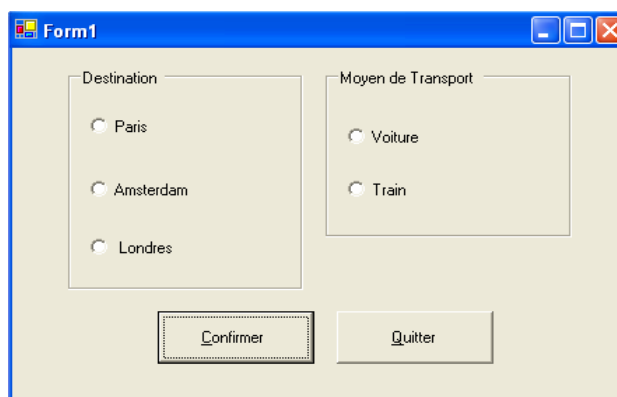 Form1
Destination
Paris
Amsterdam
Londres
Moyen de Transport
Voiture
Train
Confirmer
Quitter